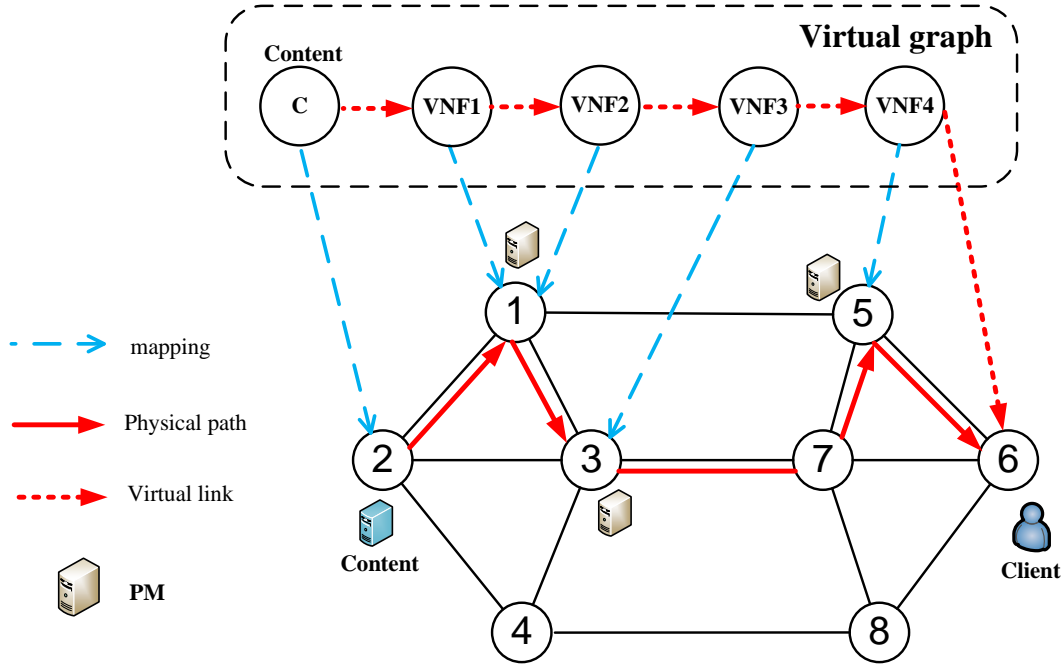 Virtual graph
Content
C
VNF1
VNF2
VNF3
VNF4
1
5
mapping
Physical path
2
3
7
6
Virtual link
Content
Client
PM
4
8